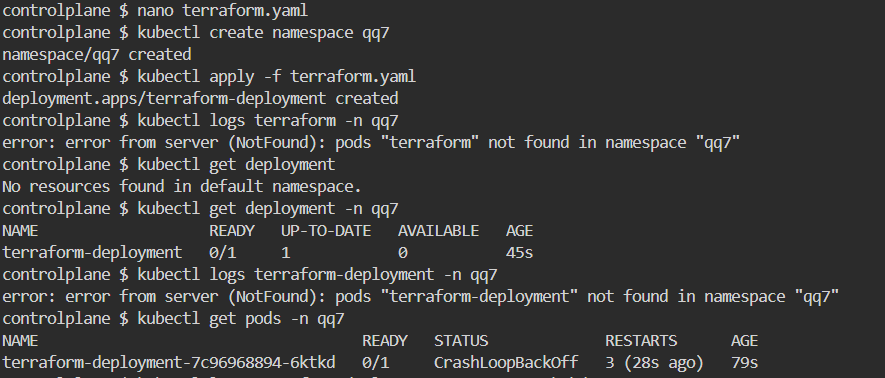 controlplane $ nano terraform.yaml
controlplane $ kubectl create namespace qq7
namespace/qq7 created
controlplane $ kubectl apply -f terraform.yaml
deployment.apps/terraform-deployment created
controlplane $ kubectl logs terraform -n qq7
error: error from server (NotFound): pods "terraform" not found in namespace "qq7"
controlplane $ kubectl get deployment
No resources found in default namespace.
controlplane $ kubectl get deployment -n qq7
NAME READY UP-TO-DATE AVAILABLE AGE
terraform-deployment 0/1 1 0 45s
controlplane $ kubectl logs terraform-deployment -n qq7
error: error from server (NotFound): pods "terraform-deployment" not found in namespace "qq7"
controlplane $ kubectl get pods -n qq7
NAME READY STATUS RESTARTS AGE
terraform-deployment-7c96968894-6ktkd 0/1 CrashLoopBackOff 3 (28s ago) 79s